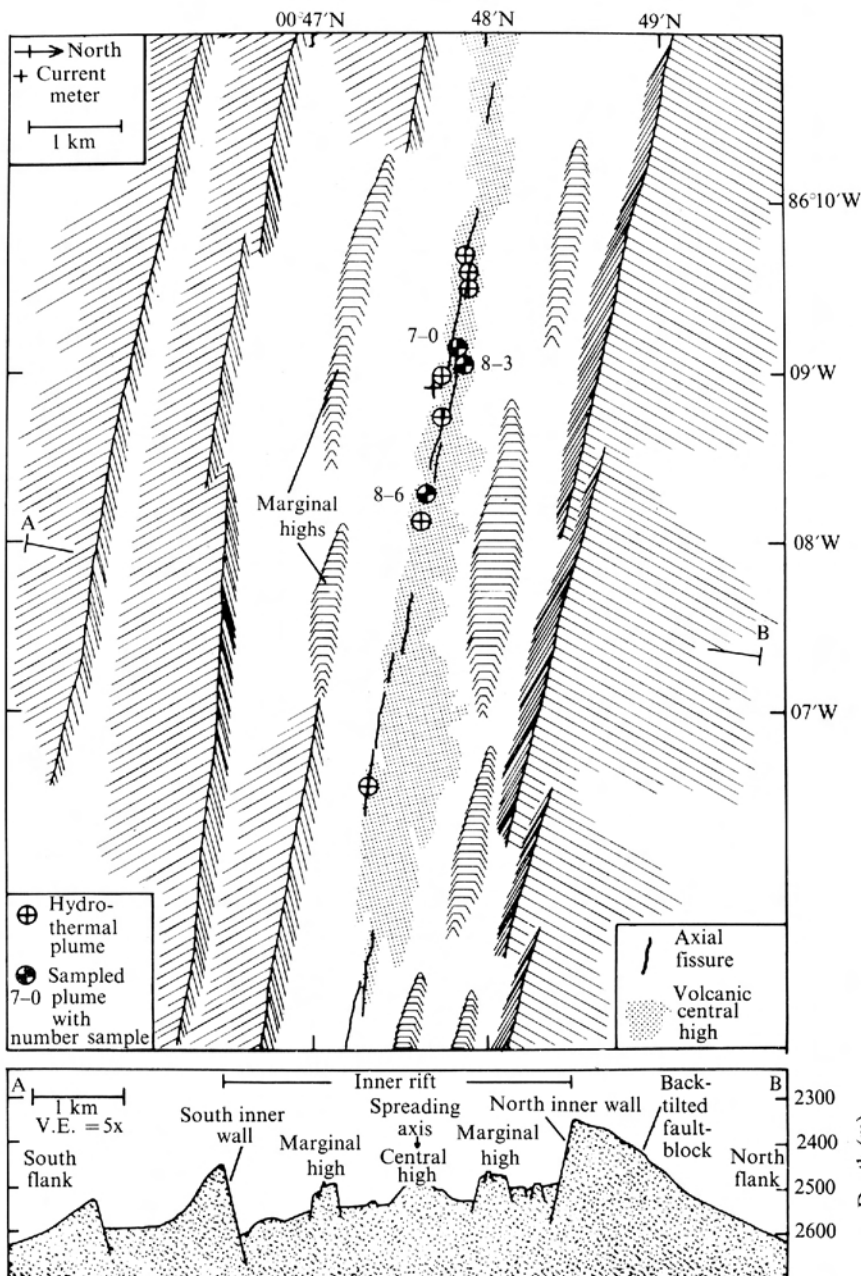 00°47′N 48′N 49′N
North
+ Current
meter
1 km
86°10′W
7–0
8–3
09′W
8–6
Marginal
highs
A
08′W
B
07′W
Hydro-
thermal
plume
Sampled
7–0 plume
with
number sample
Axial
fissure
Volcanic
central
high
A
1 km
V.E. = 5x
Inner rift
B
South inner
wall
Spreading
axis
North inner wall
Back-
tilted
fault-
block
South
flank
Marginal
high
Central
high
Marginal
high
North
flank
2300
2400
2500
2600